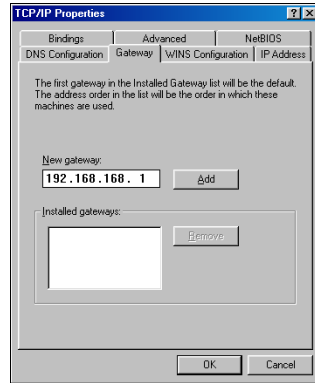 TCP/IP Properties
Bindings Advanced NetBIOS
DNS Configuration Gateway WINS Configuration IP Address
The first gateway in the Installed Gateway list will be the default.
The address order in the list will be the order in which these
machines are used.
New gateway:
192.168.168. 1 Add
Installed gateways:
Remove
OK Cancel